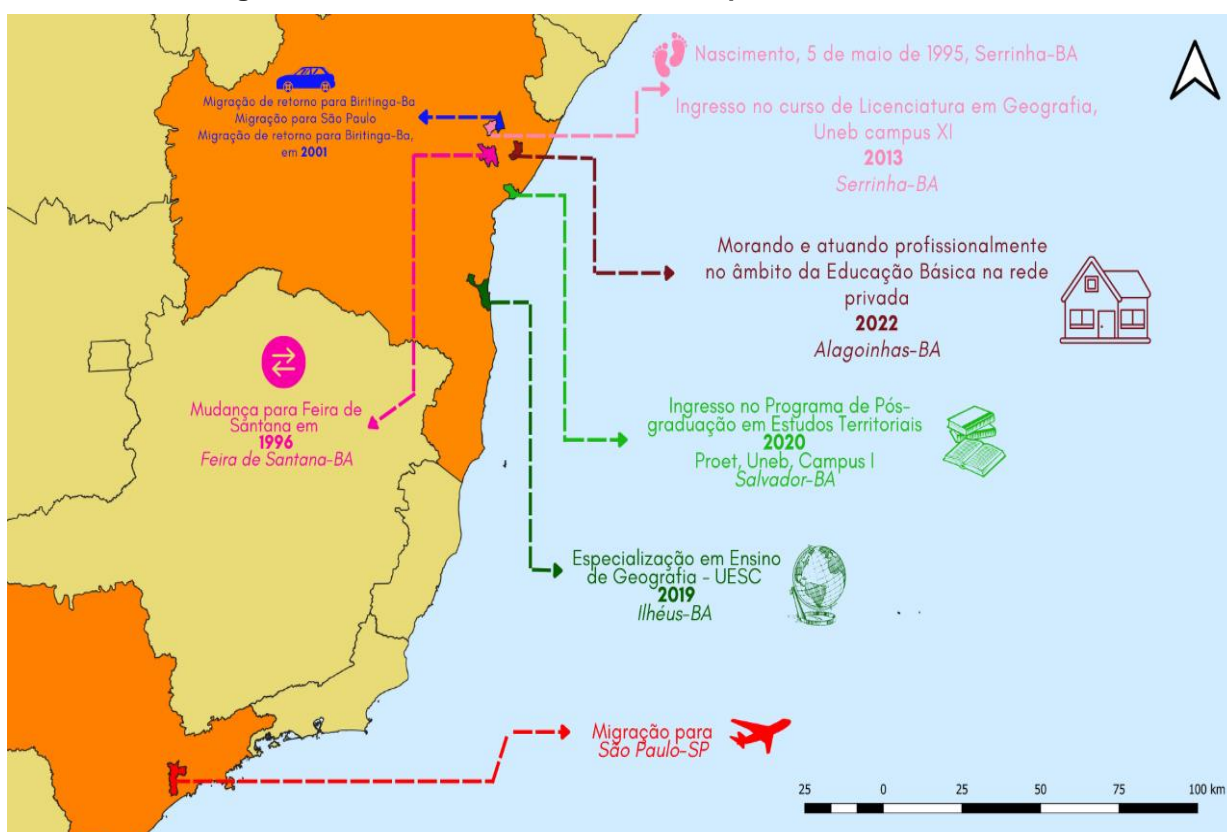 Nascimento, 5 de maio de 1995, Serrinha-BA
Ingresso no curso de Licenciatura em Geografia,
Uneb campus XI
2013
Serrinha-BA
Migração de retorno para Biritinga-Ba
Migração para São Paulo
Migração de retorno para Biritinga-Ba,
em 2001
Morando e atuando profissionalmente
no âmbito da Educação Básica na rede
privada
2022
Alagoinhas-BA
Mudança para Feira de
Santana em
1996
Feira de Santana-BA
Ingresso no Programa de Pós-
graduação em Estudos Territoriais
2020
Proet, Uneb, Campus I
Salvador-BA
Especialização em Ensino
de Geografia - UESC
2019
Ilhéus-BA
Migração para
São Paulo-SP
25 0 25 50 75 100 km